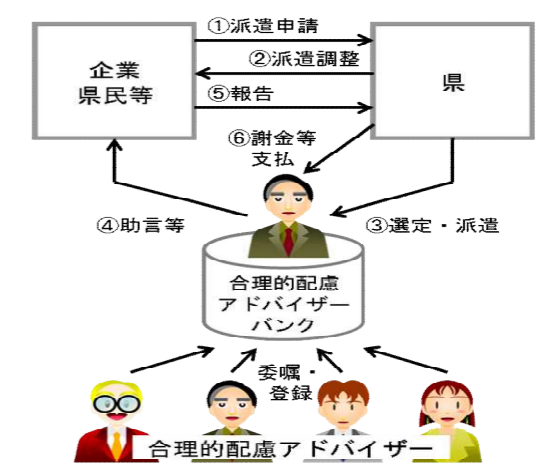 ①派遣申請
②派遣調整
企業
県民等
県
⑤報告
⑥謝金等
支払
④助言等
③選定・派遣
合理的配慮
アドバイザー
バンク
委嘱・
登録
合理的配慮アドバイザー